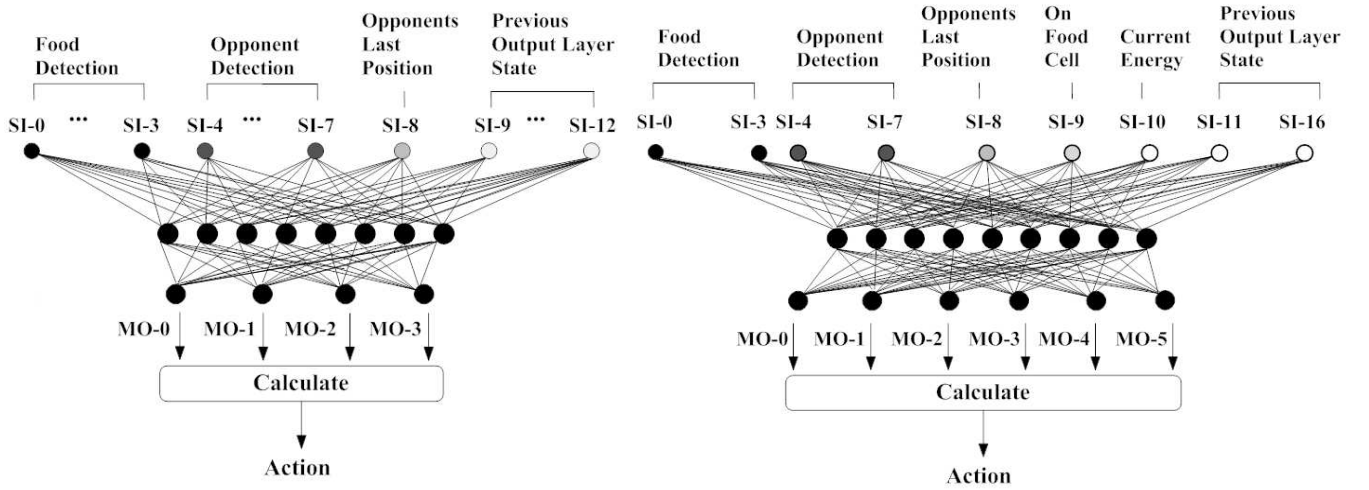 Food
Detection
Opponent
Detection
Opponents
Last
Position
Previous
Output Layer
State
SI-0 ... SI-3 SI-4 ... SI-7 SI-8 SI-9 ... SI-12
MO-0 MO-1 MO-2 MO-3
Calculate
Action
Food
Detection
Opponent
Detection
Opponents
Last
Position
On
Food
Cell
Current
Energy
Previous
Output Layer
State
SI-0 SI-3 SI-4 SI-7 SI-8 SI-9 SI-10 SI-11 SI-16
MO-0 MO-1 MO-2 MO-3 MO-4 MO-5
Calculate
Action